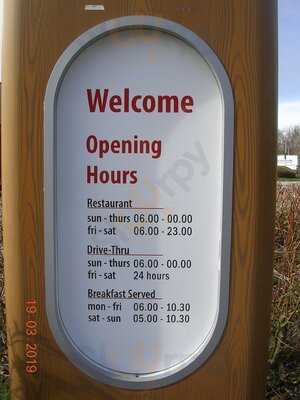 Welcome
Opening
Hours
Restaurant
sun - thurs 06.00 - 00.00
fri - sat 06.00 - 23.00
Drive-Thru
sun - thurs 06.00 - 00.00
fri - sat 24 hours
Breakfast Served
mon - fri 06.00 - 10.30
sat - sun 05.00 - 10.30
19 03 2019